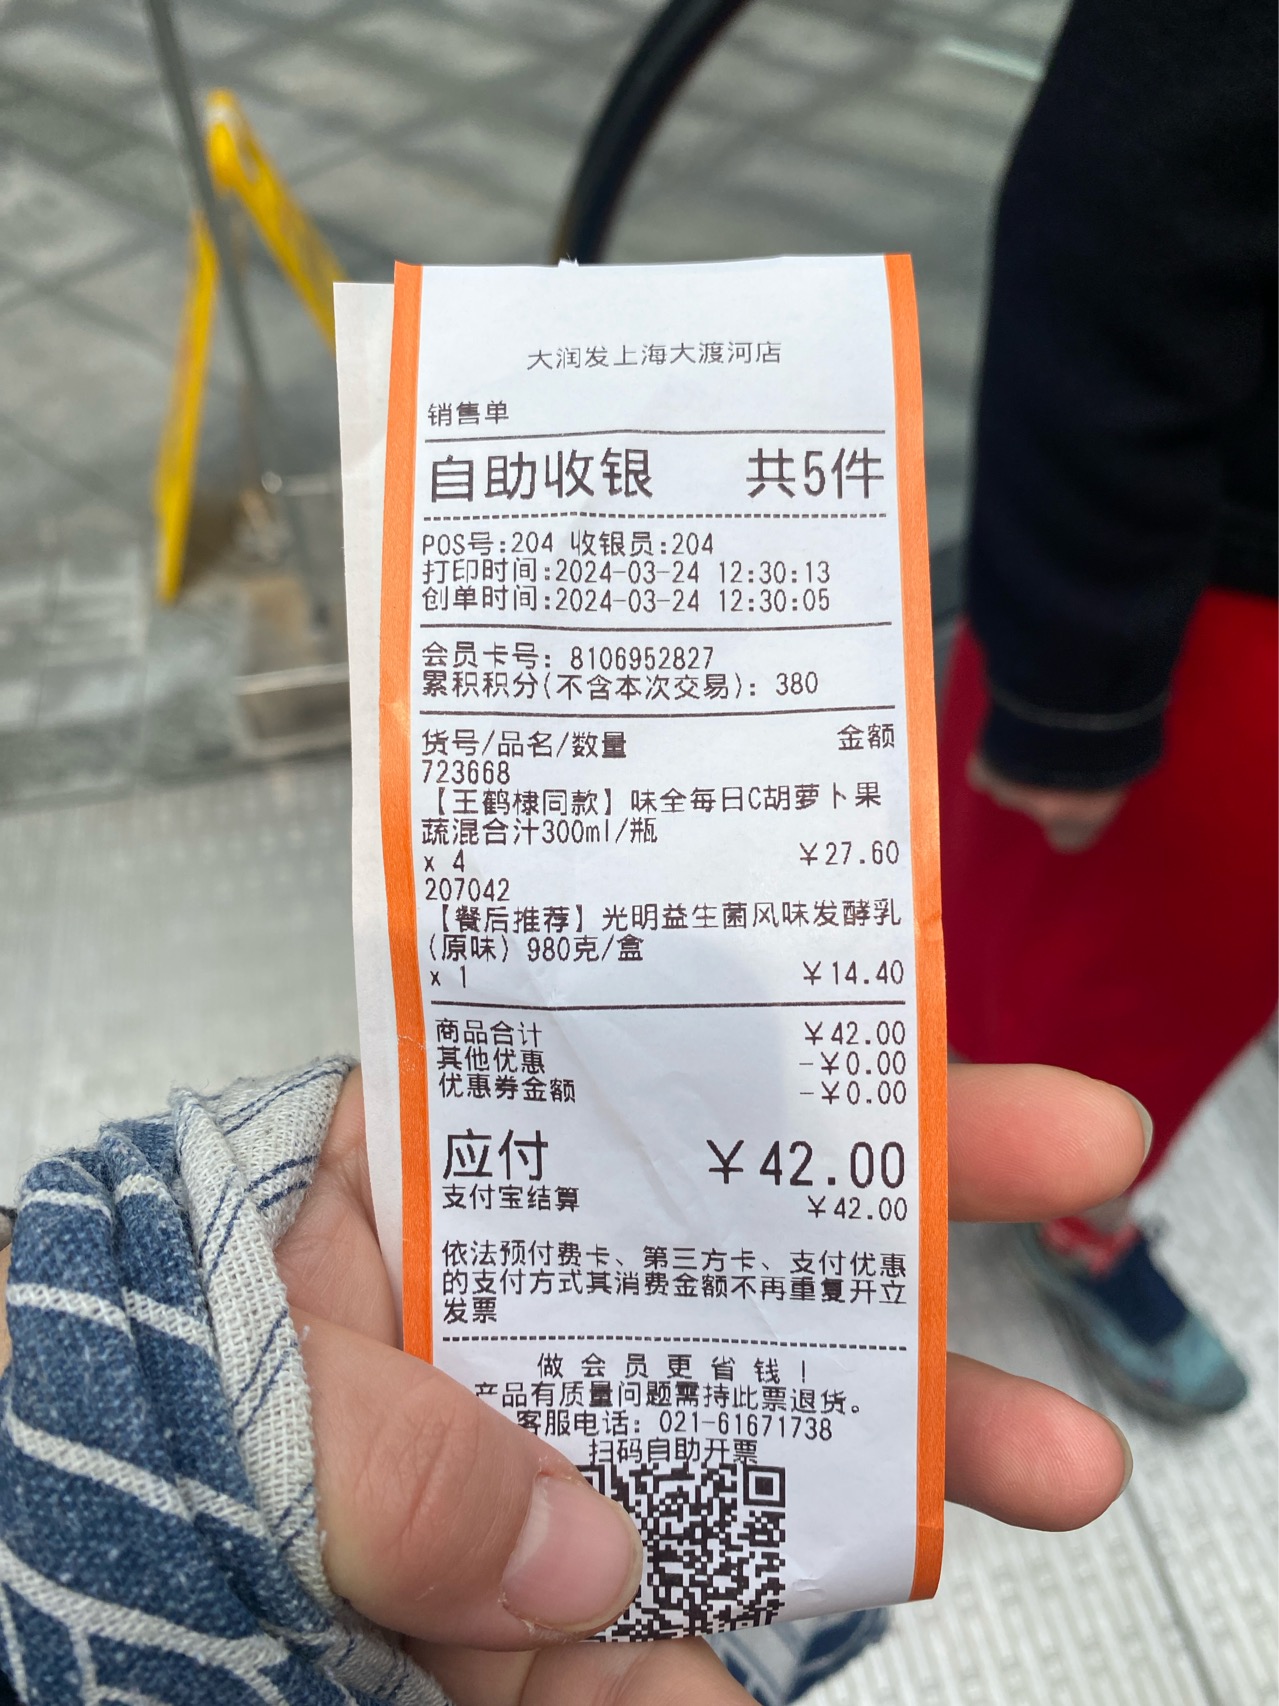 大润发上海大渡河店
销售单
自助收银 共5件
POS号:204 收银员:204
打印时间:2024-03-24 12:30:13
创单时间:2024-03-24 12:30:05
会员卡号: 8106952827
累积积分(不含本次交易): 380
货号/品名/数量 金额
723668
【王鹤棣同款】味全每日C胡萝卜果
蔬混合汁300ml/瓶
x 4 ￥27.60
207042
【餐后推荐】光明益生菌风味发酵乳
(原味) 980克/盒
x 1 ￥14.40
商品合计 ￥42.00
其他优惠 -￥0.00
优惠券金额 -￥0.00
应付 ￥42.00
支付宝结算 ￥42.00
依法预付费卡、第三方卡、支付优惠
的支付方式其消费金额不再重复开立
发票
做会员更省钱!
产品有质量问题需持此票退货。
客服电话: 021-61671738
扫码自助开票